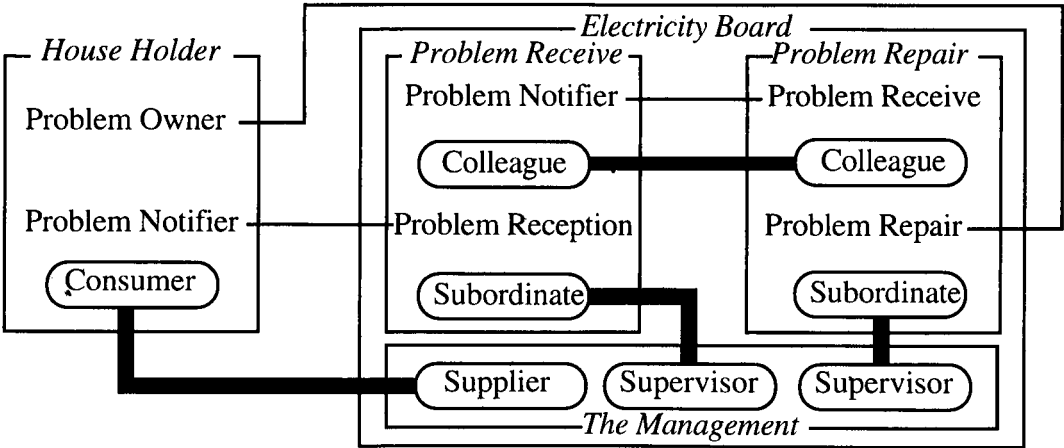 Electricity Board
House Holder
Problem Receive
Problem Repair
Problem Notifier
Problem Receive
Problem Owner
Colleague
Colleague
Problem Notifier
Problem Reception
Problem Repair
Consumer
Subordinate
Subordinate
Supplier
Supervisor
Supervisor
The Management